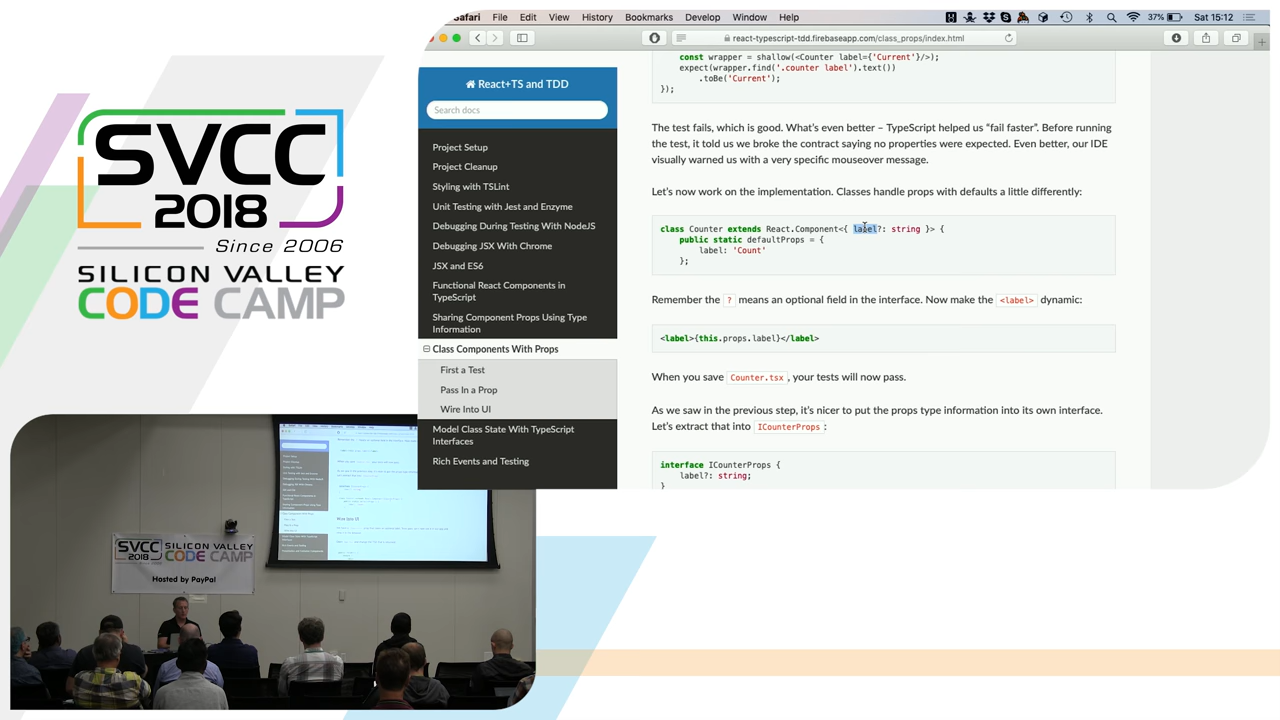 SVCC
2018
Since 2006
SILICON VALLEY
CODE CAMP
Safari File Edit View History Bookmarks Develop Window Help
37% Sat 15:12
react-typescript-tdd.firebaseapp.com/class_props/index.html
React+TS and TDD
Search docs
Project Setup
Project Cleanup
Styling with TSLint
Unit Testing with Jest and Enzyme
Debugging During Testing With NodeJS
Debugging JSX With Chrome
JSX and ES6
Functional React Components in
TypeScript
Sharing Component Props Using Type
Information
Class Components With Props
First a Test
Pass In a Prop
Wire Into UI
Model Class State With TypeScript
Interfaces
Rich Events and Testing
const wrapper = shallow(<Counter label={'Current'}/>);
expect(wrapper.find('.counter label').text())
.toBe('Current');
});
The test fails, which is good. What's even better – TypeScript helped us “fail faster”. Before running
the test, it told us we broke the contract saying no properties were expected. Even better, our IDE
visually warned us with a very specific mouseover message.
Let's now work on the implementation. Classes handle props with defaults a little differently:
class Counter extends React.Component<{ label?: string }> {
public static defaultProps = {
label: 'Count'
};
Remember the ? means an optional field in the interface. Now make the <label> dynamic:
<label>{this.props.label}</label>
When you save Counter.tsx, your tests will now pass.
As we saw in the previous step, it's nicer to put the props type information into its own interface.
Let's extract that into ICounterProps :
interface ICounterProps {
label?: string;
}
SVCC
2018
SILICON VALLEY
CODE CAMP
Hosted by PayPal